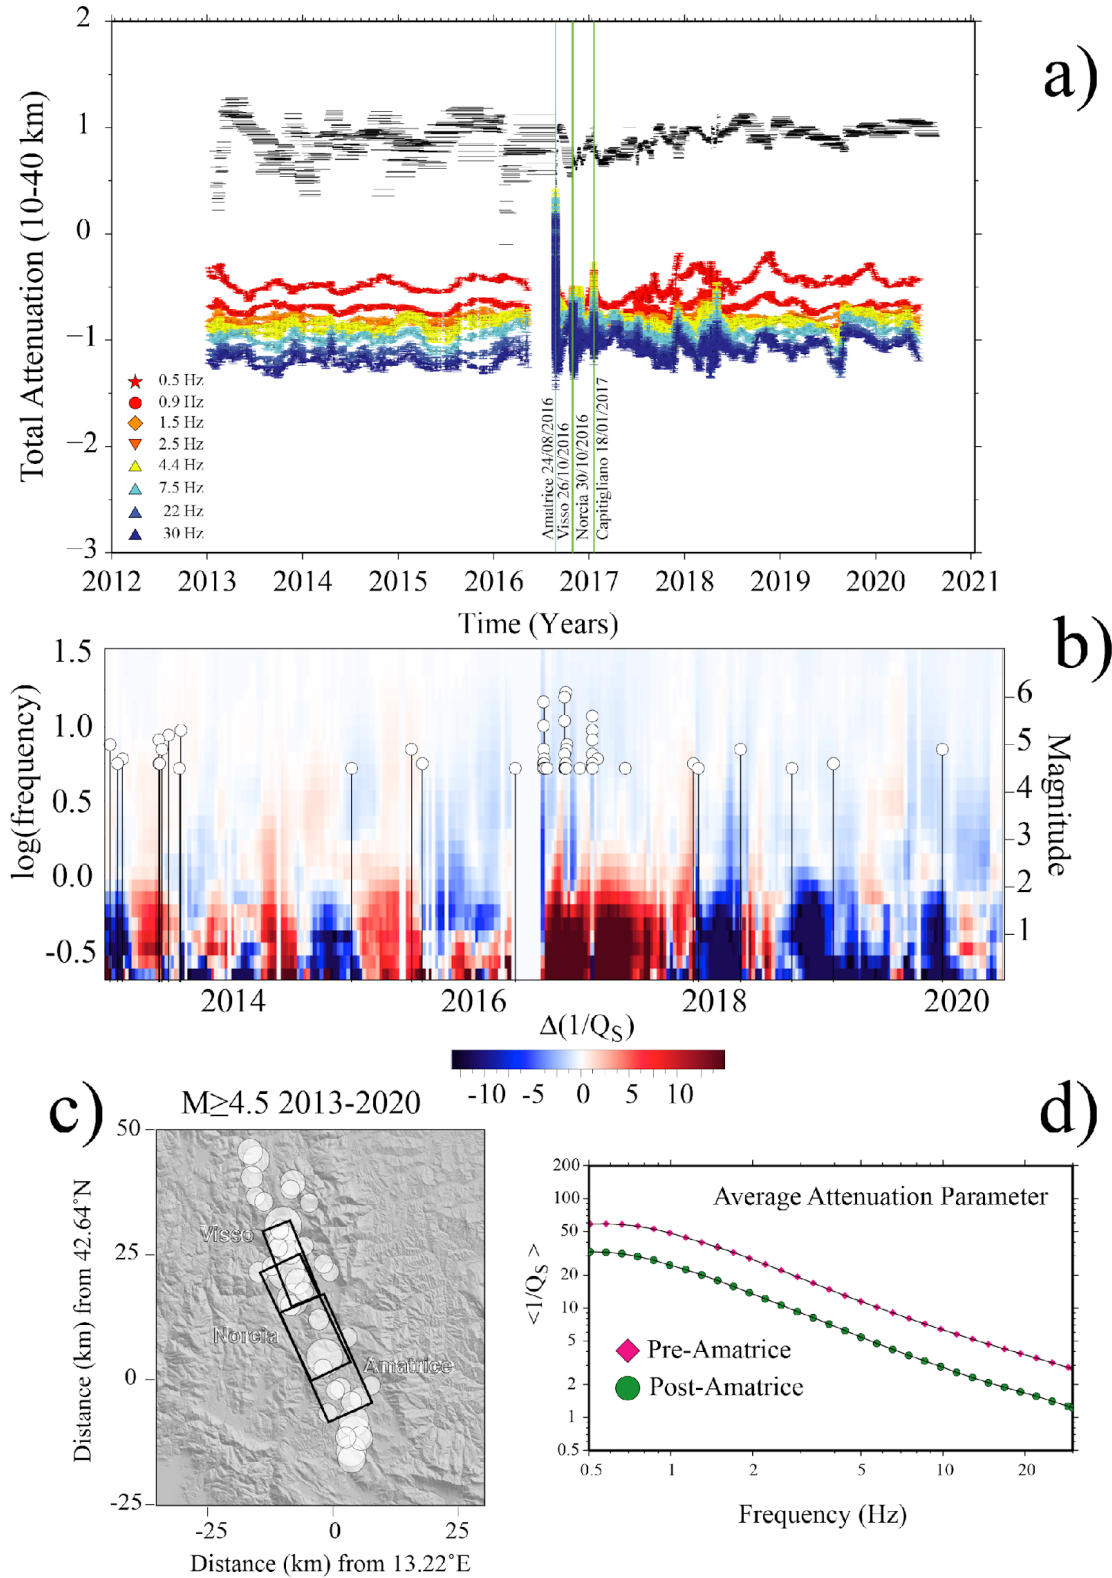 a)
Total Attenuation (10-40 km)
2
1
0
−1
−2
−3
0.5 Hz
0.9 Hz
1.5 Hz
2.5 Hz
4.4 Hz
7.5 Hz
22 Hz
30 Hz
Amatrice 24/08/2016
Visso 26/10/2016
Norcia 30/10/2016
Capitigliano 18/01/2017
2012 2013 2014 2015 2016 2017 2018 2019 2020 2021
Time (Years)
b)
log(frequency)
1.5
1.0
0.5
0.0
-0.5
6
5
4
3
2
1
Magnitude
2014 2016 2018 2020
Δ(1/QS)
-10 -5 0 5 10
c)
M≥4.5 2013-2020
Distance (km) from 42.64˚N
50
25
0
-25
Visso
Norcia
Amatrice
-25 0 25
Distance (km) from 13.22˚E
d)
<1/QS >
200
100
50
20
10
5
2
1
0.5
Average Attenuation Parameter
Pre-Amatrice
Post-Amatrice
0.5 1 2 5 10 20
Frequency (Hz)